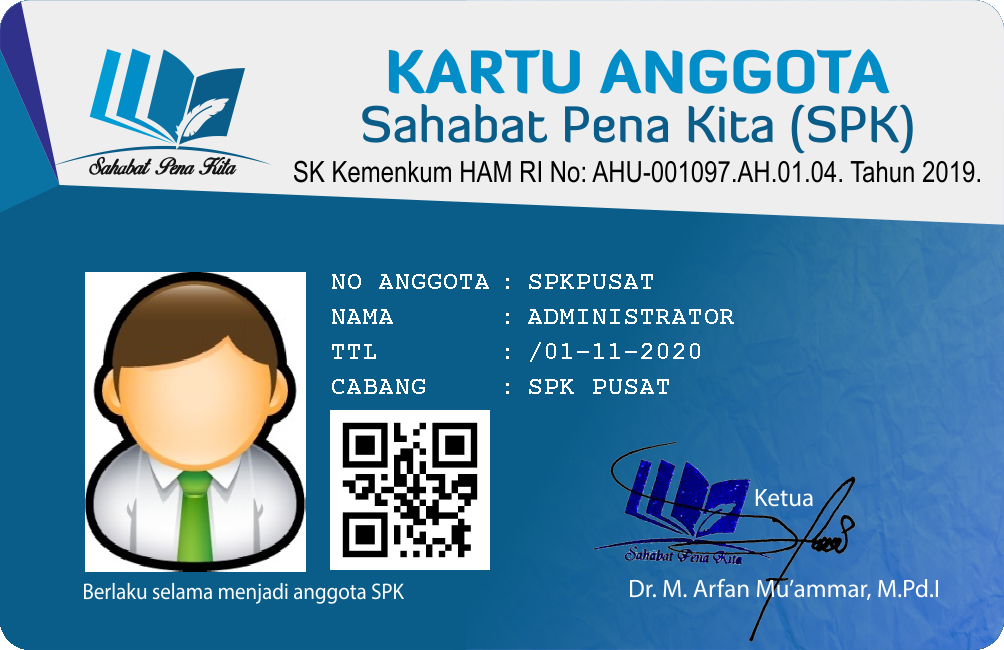 KARTU ANGGOTA
Sahabat Pena Kita (SPK)
Sahabat Pena Kita
SK Kemenkum HAM RI No: AHU-001097.AH.01.04. Tahun 2019.
NO ANGGOTA : SPKPUSAT
NAMA : ADMINISTRATOR
TTL : /01-11-2020
CABANG : SPK PUSAT
Ketua
Sahabat Pena Kita
Berlaku selama menjadi anggota SPK
Dr. M. Arfan Mu'ammar, M.Pd.I